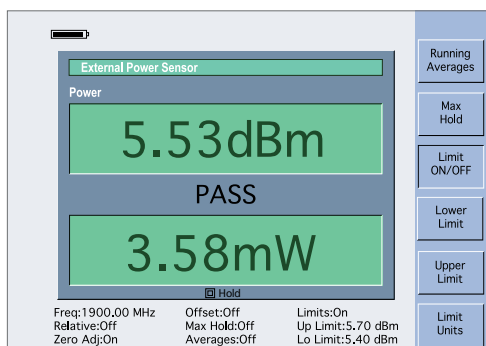 External Power Sensor
Power
5.53dBm
PASS
3.58mW
Hold
Freq:1900.00 MHz Offset:Off Limits:On
Relative:Off Max Hold:Off Up Limit:5.70 dBm
Zero Adj:On Averages:Off Lo Limit:5.40 dBm
Running
Averages
Max
Hold
Limit
ON/OFF
Lower
Limit
Upper
Limit
Limit
Units